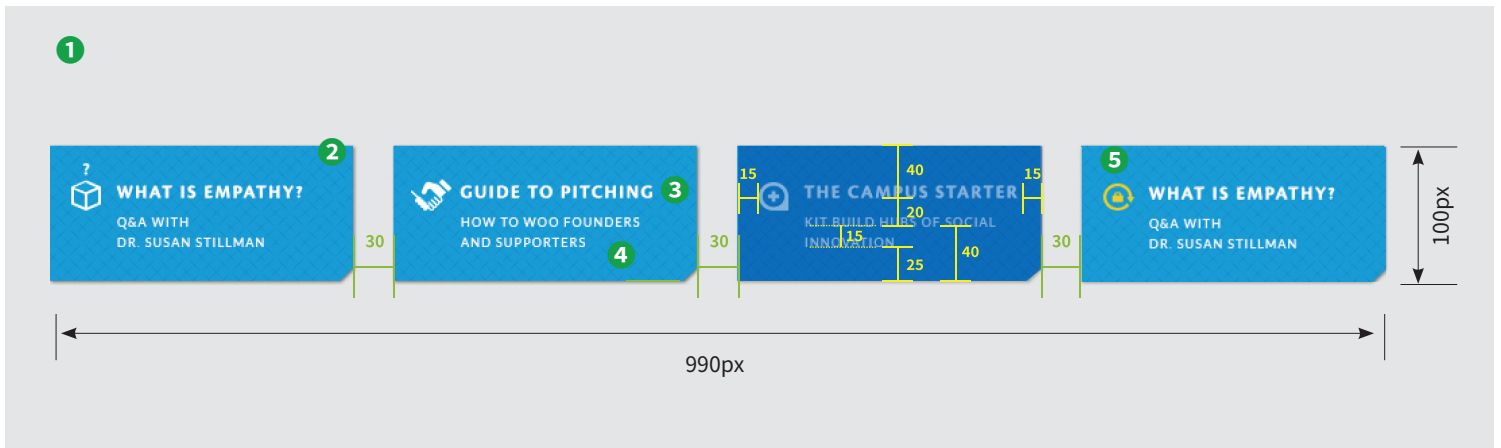 1
2
?
WHAT IS EMPATHY?
Q&A WITH
DR. SUSAN STILLMAN
30
GUIDE TO PITCHING
3
HOW TO WOO FOUNDERS
AND SUPPORTERS
4
30
15
40
15
THE CAMPUS STARTER
20
KIT BUILD HUBS OF SOCIAL
INNOVATION
15
25
40
30
5
WHAT IS EMPATHY?
Q&A WITH
DR. SUSAN STILLMAN
100px
990px